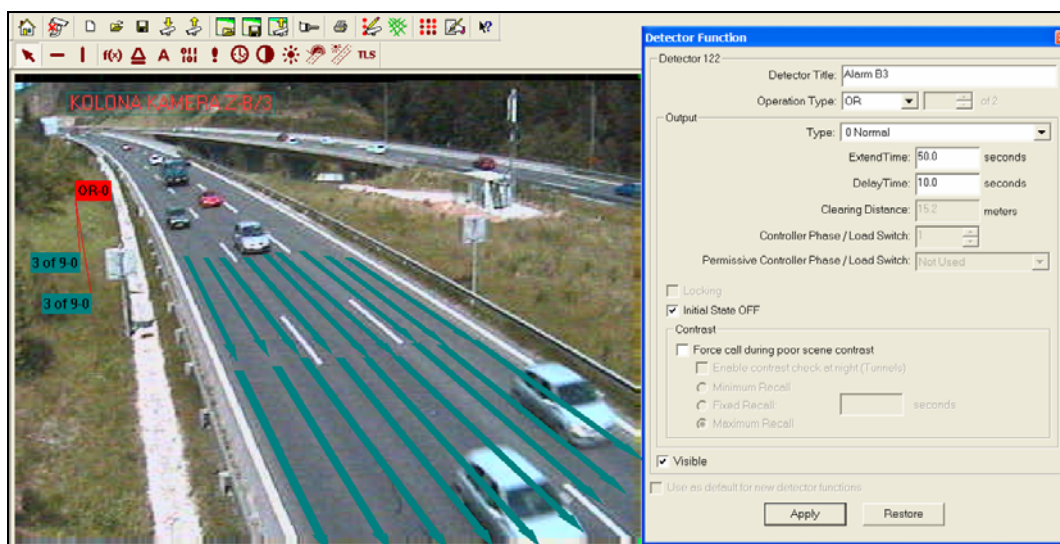 f(x)
A
TLS
KOLONA KAMERA Z B/3
OR-0
3 of 9-0
3 of 9-0
Detector Function
Detector 122
Detector Title: Alarm B3
Operation Type: OR of 2
Output
Type: 0 Normal
ExtendTime: 50.0 seconds
DelayTime: 10.0 seconds
Clearing Distance: 15.2 meters
Controller Phase / Load Switch: 1
Permissive Controller Phase / Load Switch: Not Used
Locking
Initial State OFF
Contrast
Force call during poor scene contrast
Enable contrast check at night (Tunnels)
Minimum Recall
Fixed Recall: seconds
Maximum Recall
Visible
Use as default for new detector functions
Apply Restore